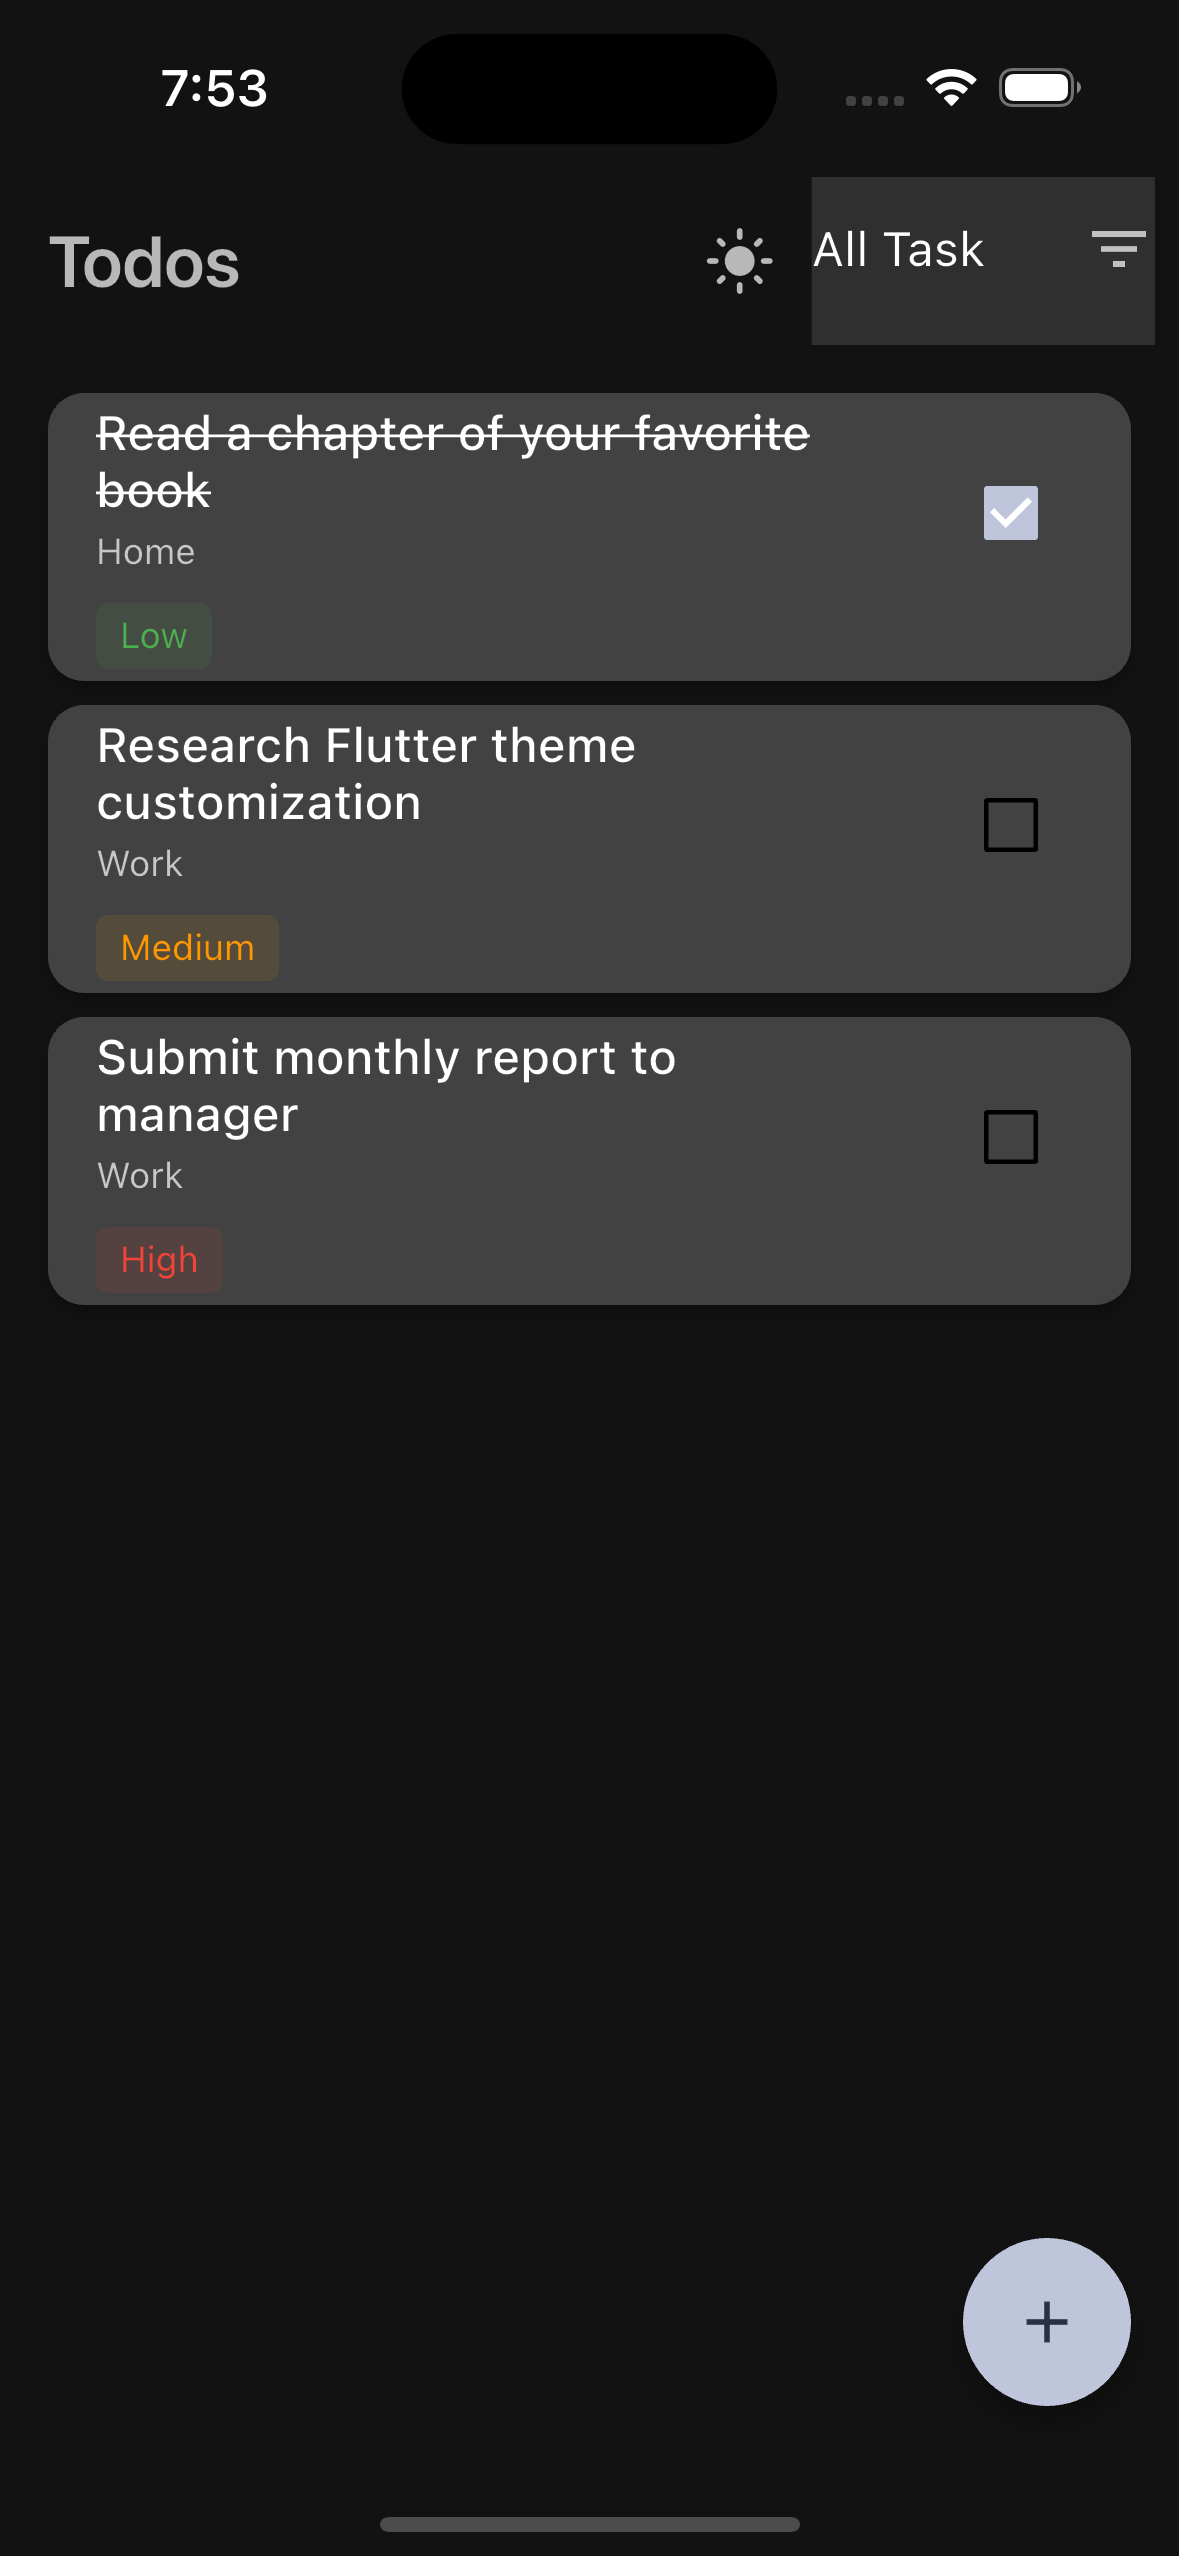 7:53
Todos
All Task
Read a chapter of your favorite
book
Home
Low
Research Flutter theme
customization
Work
Medium
Submit monthly report to
manager
Work
High